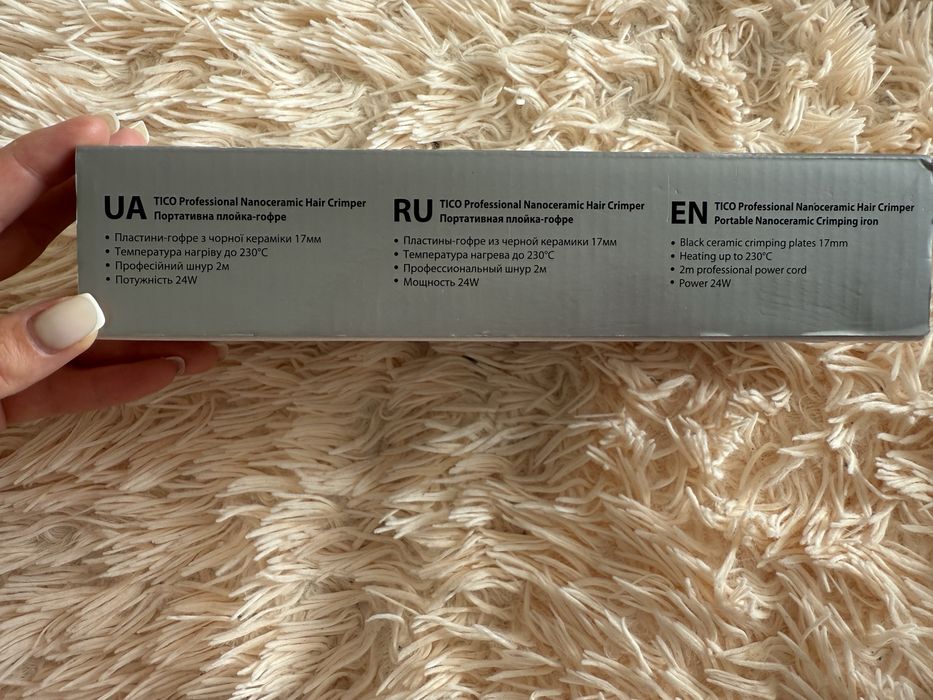 UA TICO Professional Nanoceramic Hair Crimper
Портативна плойка-гофре
• Пластини-гофре з чорної кераміки 17мм
• Температура нагріву до 230°C
• Професійний шнур 2м
• Потужність 24W
RU TICO Professional Nanoceramic Hair Crimper
Портативная плойка-гофре
• Пластины-гофре из черной керамики 17мм
• Температура нагрева до 230°C
• Профессиональный шнур 2м
• Мощность 24W
EN TICO Professional Nanoceramic Hair Crimper
Portable Nanoceramic Crimping iron
• Black ceramic crimping plates 17mm
• Heating up to 230°C
• 2m professional power cord
• Power 24W